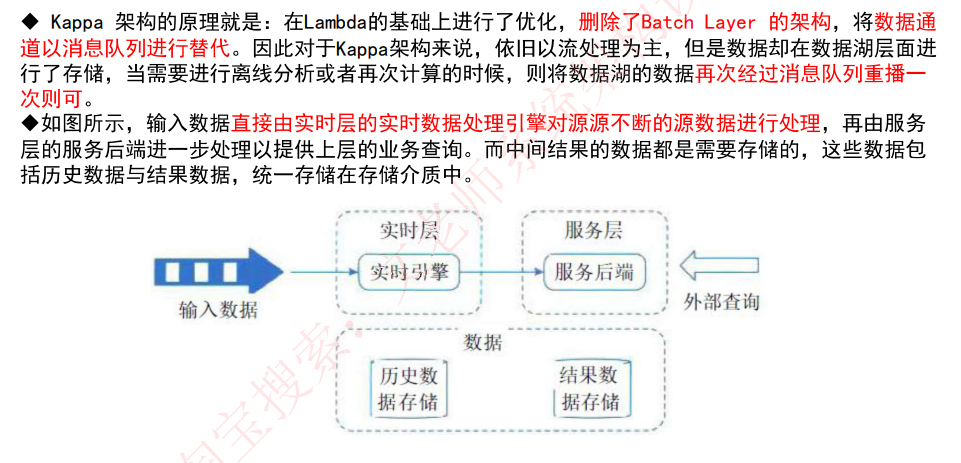 ◆ Kappa 架构的原理就是：在Lambda的基础上进行了优化，删除了Batch Layer 的架构，将数据通
道以消息队列进行替代。因此对于Kappa架构来说，依旧以流处理为主，但是数据却在数据湖层面进
行了存储，当需要进行离线分析或者再次计算的时候，则将数据湖的数据再次经过消息队列重播一
次则可。
◆如图所示，输入数据直接由实时层的实时数据处理引擎对源源不断的源数据进行处理，再由服务
层的服务后端进一步处理以提供上层的业务查询。而中间结果的数据都是需要存储的，这些数据包
括历史数据与结果数据，统一存储在存储介质中。
实时层
服务层
实时引擎
服务后端
输入数据
外部查询
数据
历史数
据存储
结果数
据存储